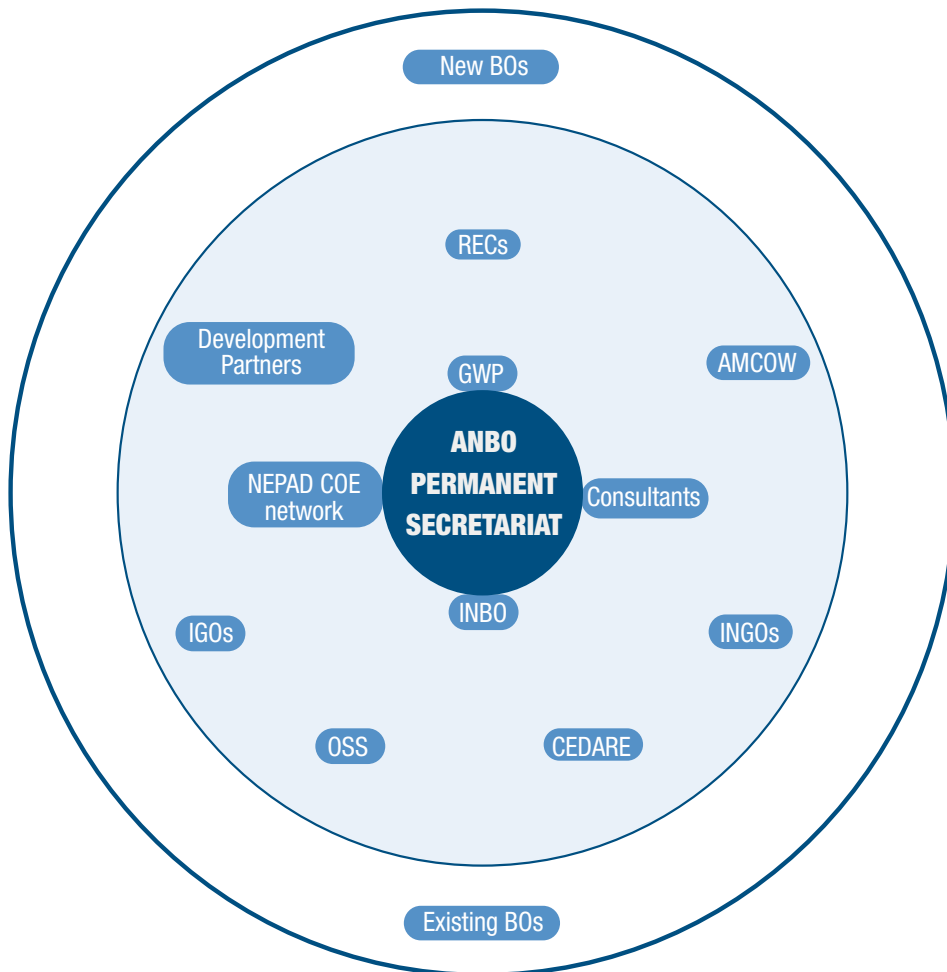 New BOs
RECs
Development
Partners
AMCOW
GWP
ANBO
PERMANENT
SECRETARIAT
NEPAD COE
network
Consultants
INBO
IGOs
INGOs
OSS
CEDARE
Existing BOs